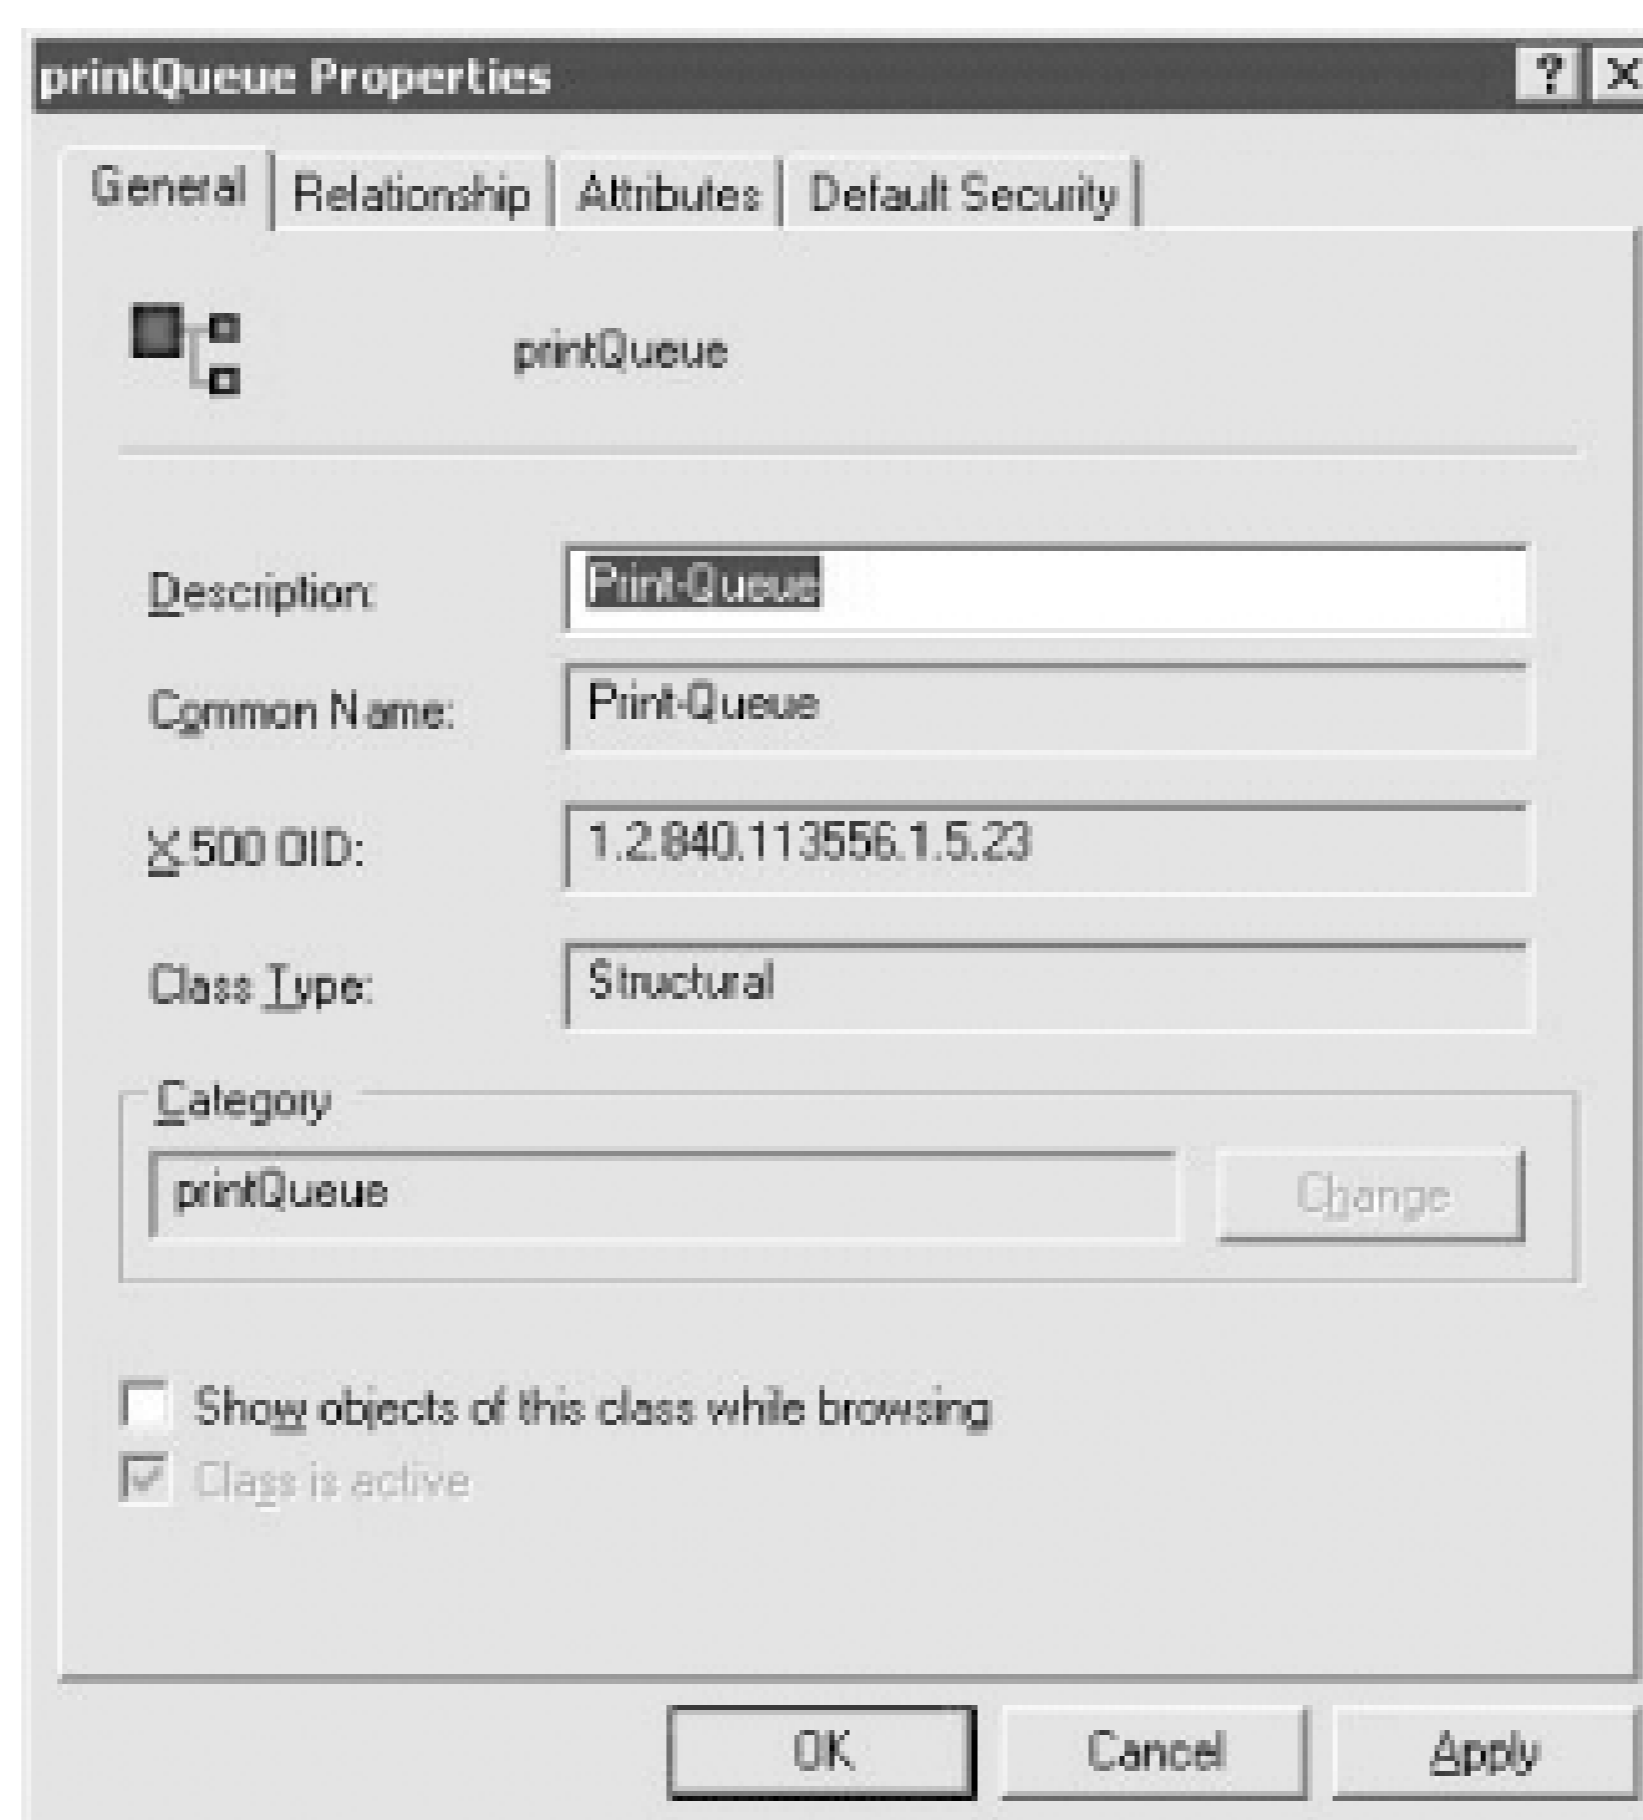 printQueue Properties ? X
General Relationship Attributes Default Security
printQueue
Description: Print-Queue
Common Name: Print-Queue
X.500 OID: 1.2.840.113556.1.5.23
Class Type: Structural
Category
printQueue Change
Show objects of this class while browsing
Class is active
OK Cancel Apply